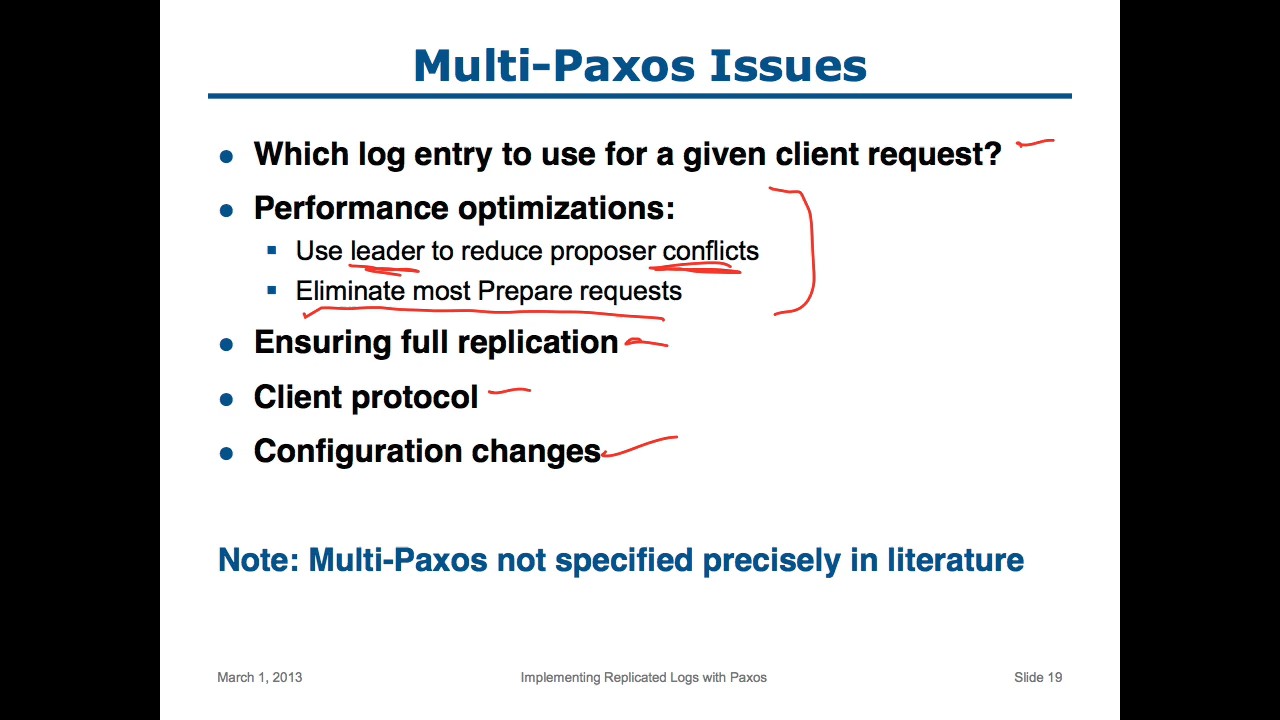 Multi-Paxos Issues
● Which log entry to use for a given client request?
● Performance optimizations:
▪ Use leader to reduce proposer conflicts
▪ Eliminate most Prepare requests
● Ensuring full replication
● Client protocol
● Configuration changes
Note: Multi-Paxos not specified precisely in literature
March 1, 2013 Implementing Replicated Logs with Paxos Slide 19